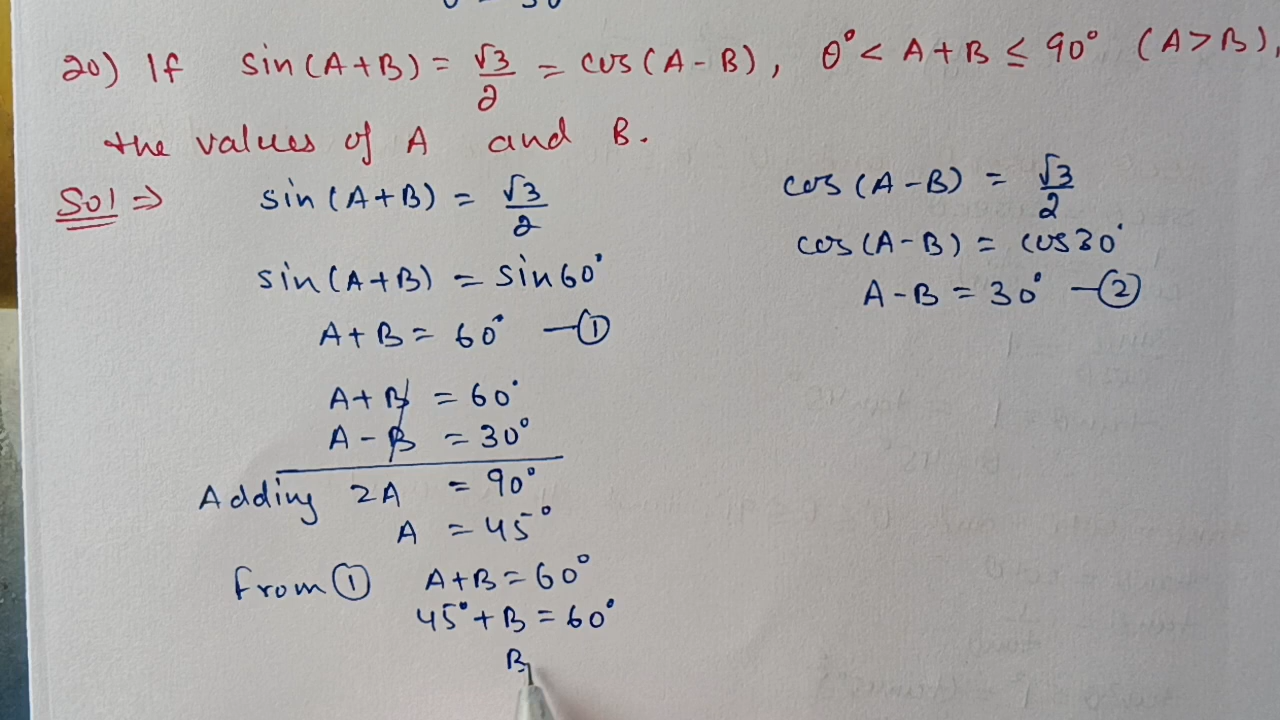 20) If sin(A+B) = √3/2 = cos(A-B), 0° < A+B ≤ 90° (A>B),
the values of A and B.
Sol ⇒ sin(A+B) = √3/2
sin(A+B) = sin60°
A+B = 60° —①
cos(A-B) = √3/2
cos(A-B) = cos30°
A-B = 30° —②
A+B = 60°
A-B = 30°
Adding 2A = 90°
A = 45°
from ① A+B = 60°
45°+B = 60°
B